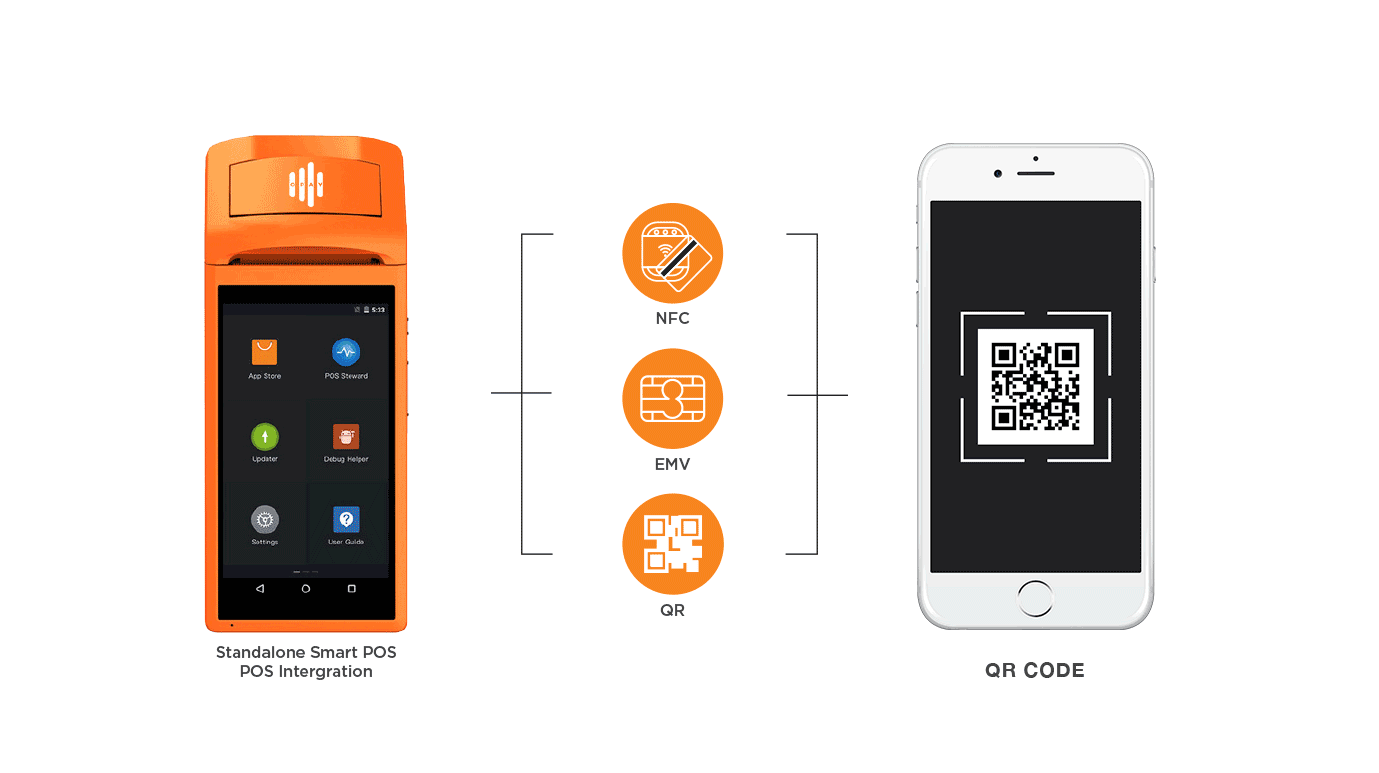 OPAY
5:23
App Store
POS Steward
Updater
Debug Helper
Settings
User Guide
Standalone Smart POS
POS Intergration
NFC
EMV
QR
QR CODE